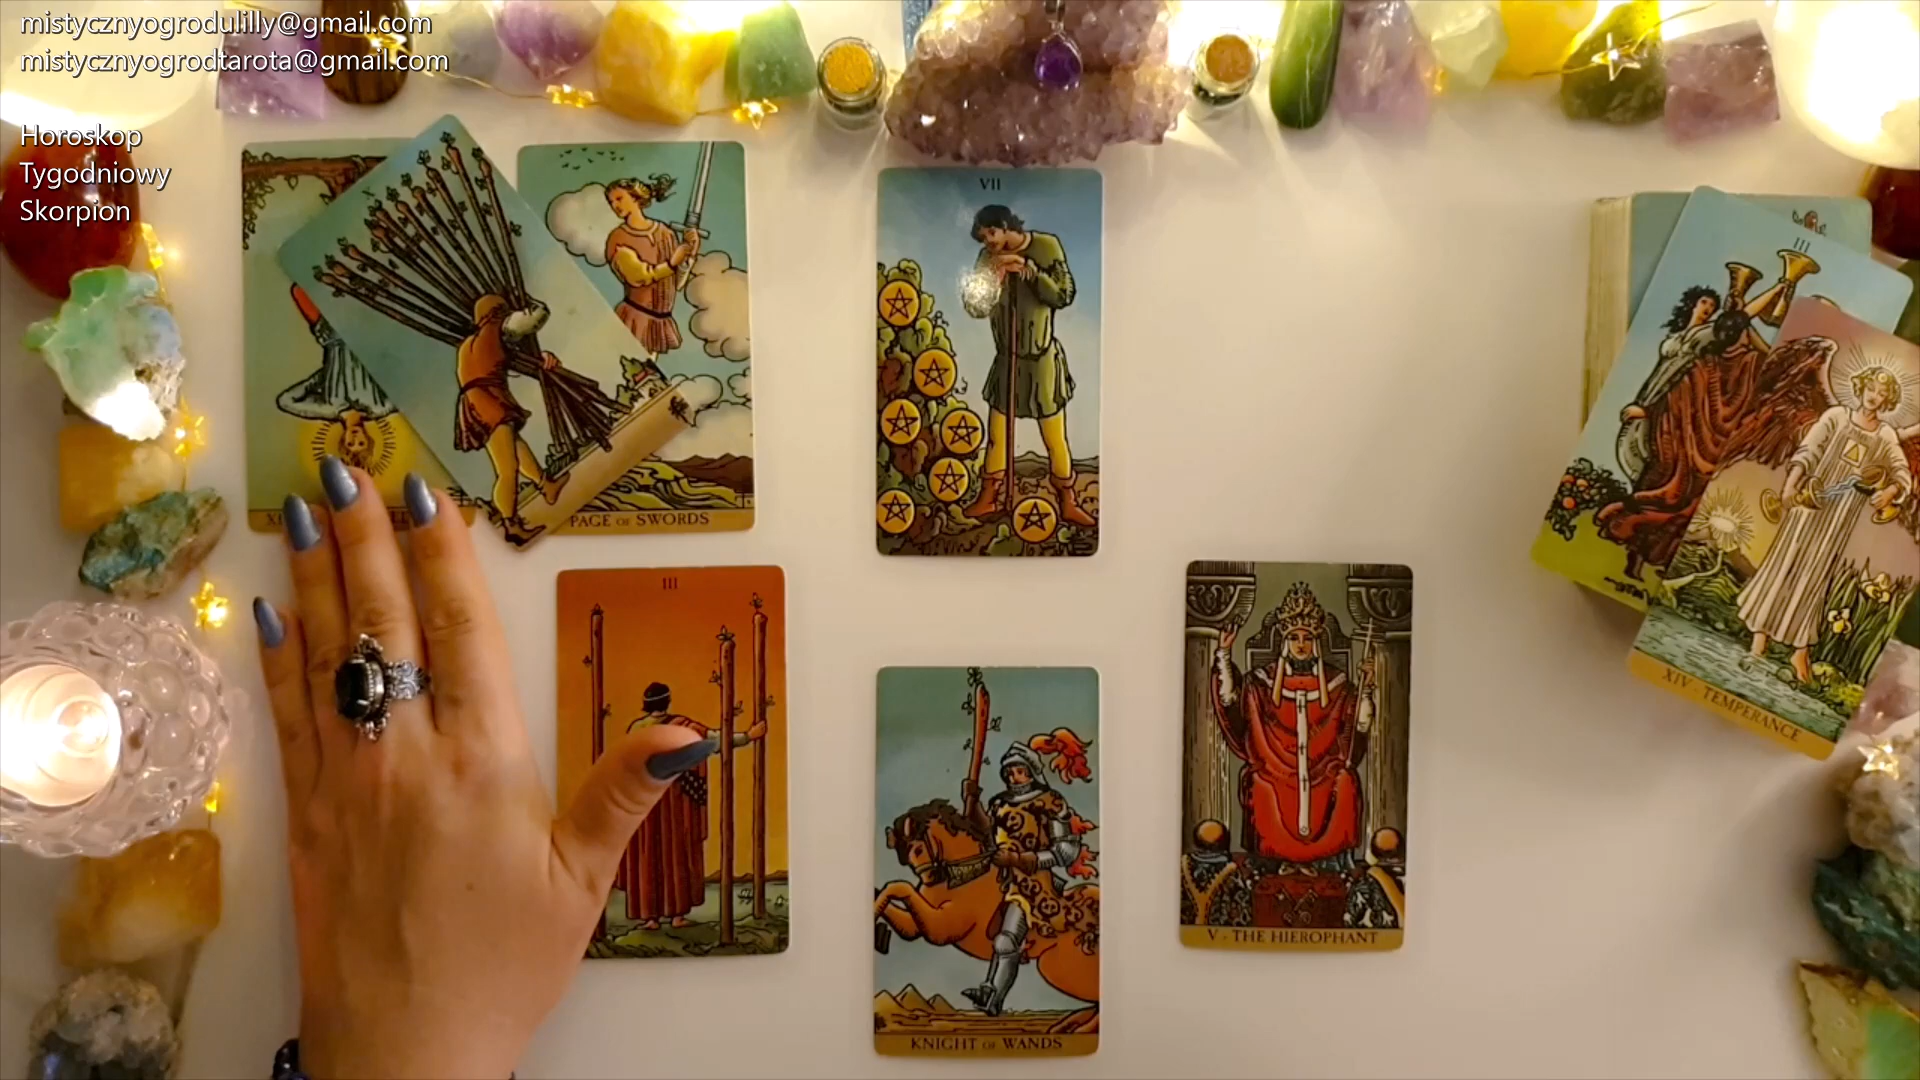 mistycznyogrodulilly@gmail.com
mistycznyogrodtarota@gmail.com
Horoskop
Tygodniowy
Skorpion
X
VII
III
PAGE OF SWORDS
III
V - THE HIEROPHANT
XIV - TEMPERANCE
KNIGHT OF WANDS